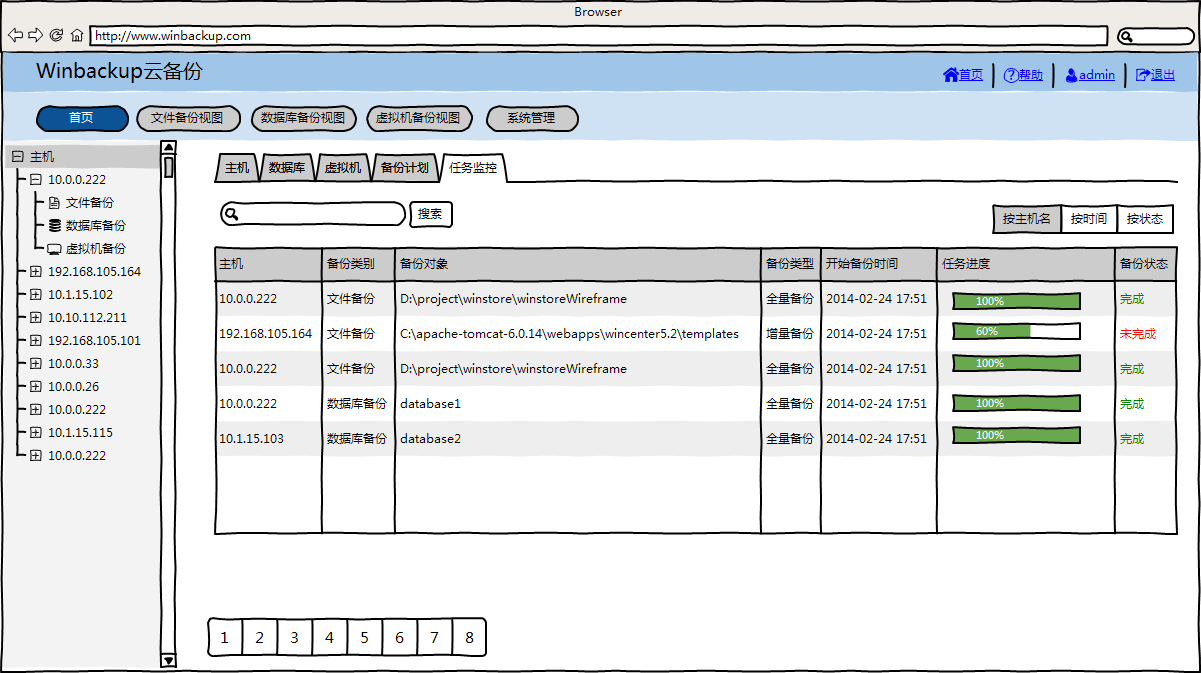 Browser
http://www.winbackup.com
Winbackup云备份
首页 帮助 admin 退出
首页 文件备份视图 数据库备份视图 虚拟机备份视图 系统管理
主机
10.0.0.222
文件备份
数据库备份
虚拟机备份
192.168.105.164
10.1.15.102
10.10.112.211
192.168.105.101
10.0.0.33
10.0.0.26
10.0.0.222
10.1.15.115
10.0.0.222
主机 数据库 虚拟机 备份计划 任务监控
搜索
按主机名 按时间 按状态
主机 备份类别 备份对象 备份类型 开始备份时间 任务进度 备份状态
10.0.0.222 文件备份 D:\project\winstore\winstoreWireframe 全量备份 2014-02-24 17:51 100% 完成
192.168.105.164 文件备份 C:\apache-tomcat-6.0.14\webapps\wincenter5.2\templates 增量备份 2014-02-24 17:51 60% 未完成
10.0.0.222 文件备份 D:\project\winstore\winstoreWireframe 全量备份 2014-02-24 17:51 100% 完成
10.0.0.222 数据库备份 database1 全量备份 2014-02-24 17:51 100% 完成
10.1.15.103 数据库备份 database2 全量备份 2014-02-24 17:51 100% 完成
1 2 3 4 5 6 7 8